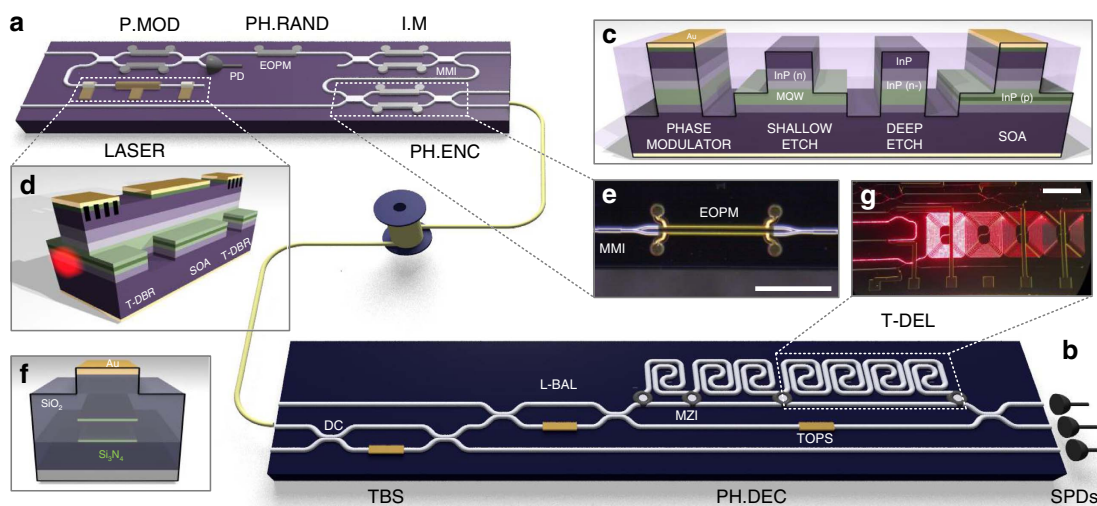 a
P.MOD
PH.RAND
I.M
EOPM
PD
MMI
LASER
PH.ENC
c
Au
InP (n)
MQW
InP
InP (n-)
InP (p)
PHASE
MODULATOR
SHALLOW
ETCH
DEEP
ETCH
SOA
d
T-DBR
SOA
T-DBR
e
EOPM
MMI
g
T-DEL
f
Au
SiO₂
Si₃N₄
b
L-BAL
DC
MZI
TOPS
TBS
PH.DEC
SPDs